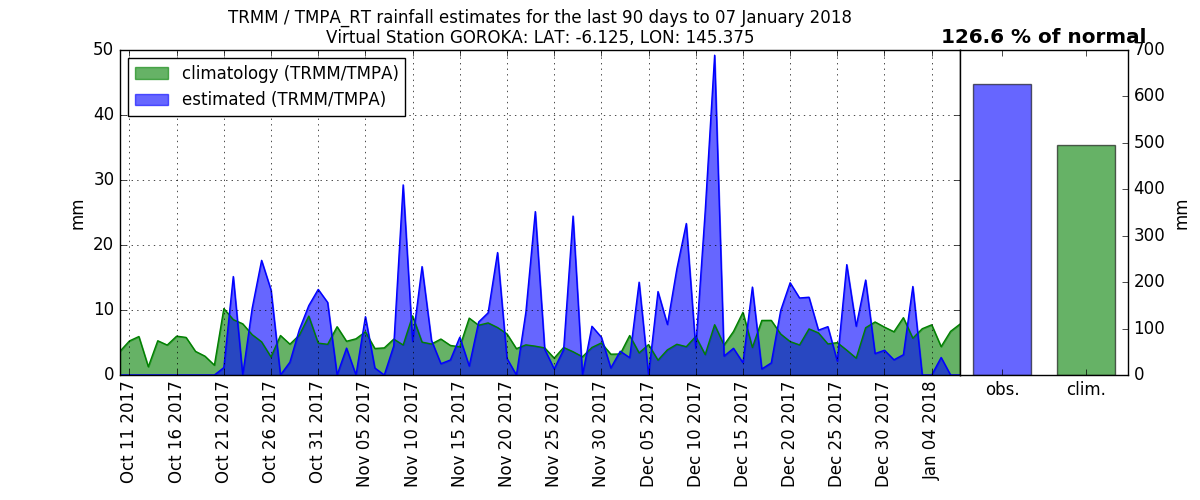 TRMM / TMPA_RT rainfall estimates for the last 90 days to 07 January 2018
Virtual Station GOROKA: LAT: -6.125, LON: 145.375
126.6 % of normal
climatology (TRMM/TMPA)
estimated (TRMM/TMPA)
50
40
30
20
10
0
mm
Oct 11 2017
Oct 16 2017
Oct 21 2017
Oct 26 2017
Oct 31 2017
Nov 05 2017
Nov 10 2017
Nov 15 2017
Nov 20 2017
Nov 25 2017
Nov 30 2017
Dec 05 2017
Dec 10 2017
Dec 15 2017
Dec 20 2017
Dec 25 2017
Dec 30 2017
Jan 04 2018
obs.
clim.
700
600
500
400
300
200
100
0
mm